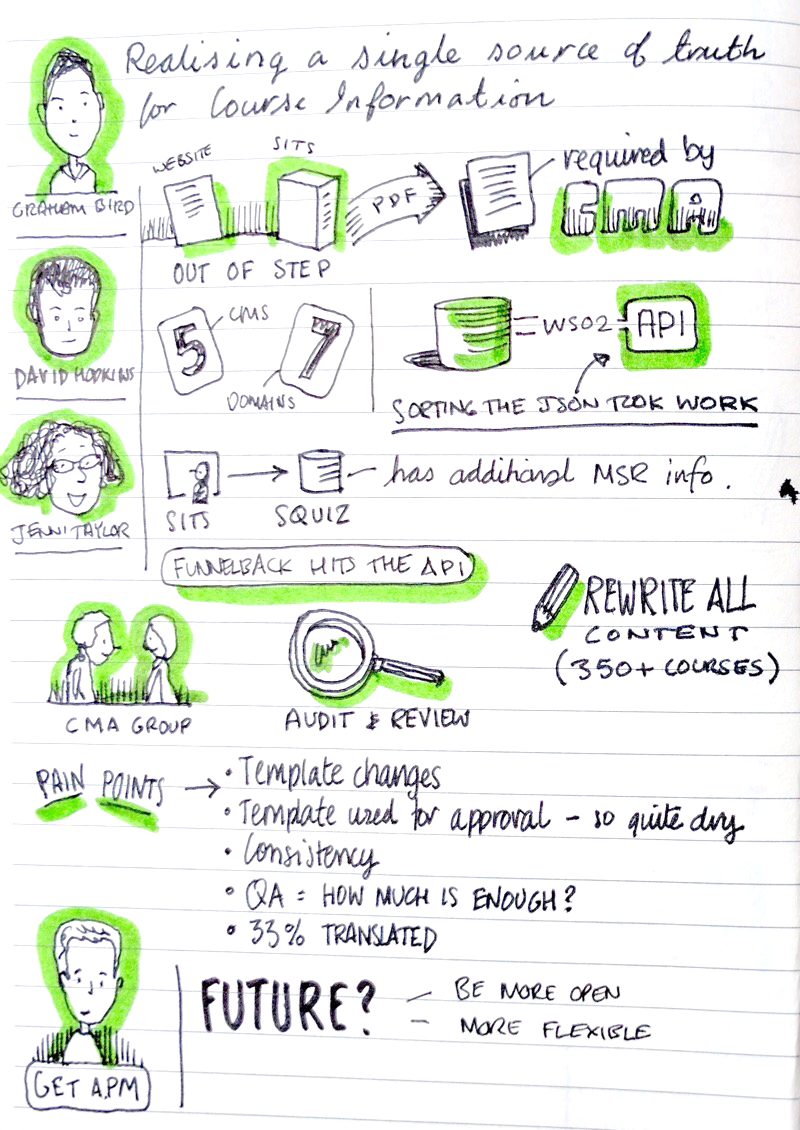 Realising a single source of truth
for Course Information
GRAHAM BIRD
WEBSITE
SITS
PDF
required by
CMA
OUT OF STEP
DAVID HOPKINS
5
CMS
7
DOMAINS
WSO2
API
SORTING THE JSON TOOK WORK
JENNI TAYLOR
SITS
SQUIZ
has additional MSR info.
FUNNELBACK HITS THE API
REWRITE ALL
CONTENT
(350+ COURSES)
CMA GROUP
AUDIT & REVIEW
PAIN POINTS
• Template changes
• Template used for approval - so quite dry
• Consistency
• QA = HOW MUCH IS ENOUGH?
• 33% TRANSLATED
GET A PM
FUTURE?
- BE MORE OPEN
- MORE FLEXIBLE